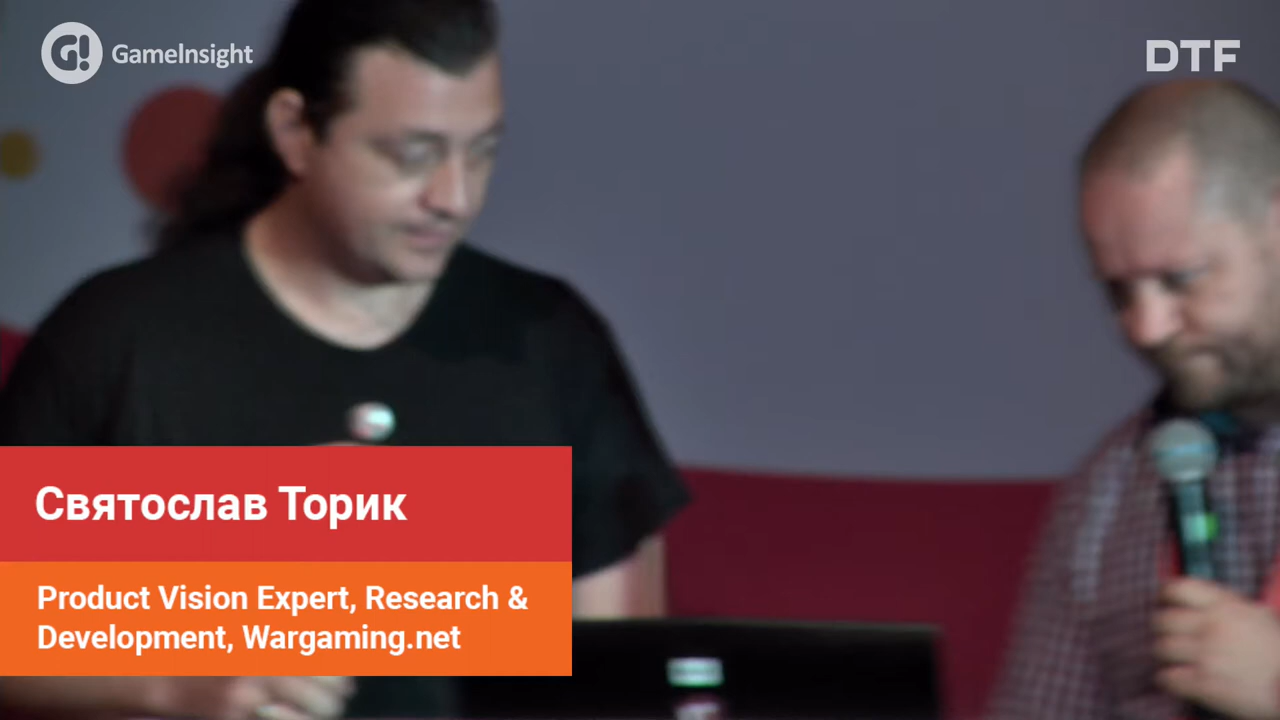 GameInsight
DTF
Святослав Торик
Product Vision Expert, Research &
Development, Wargaming.net